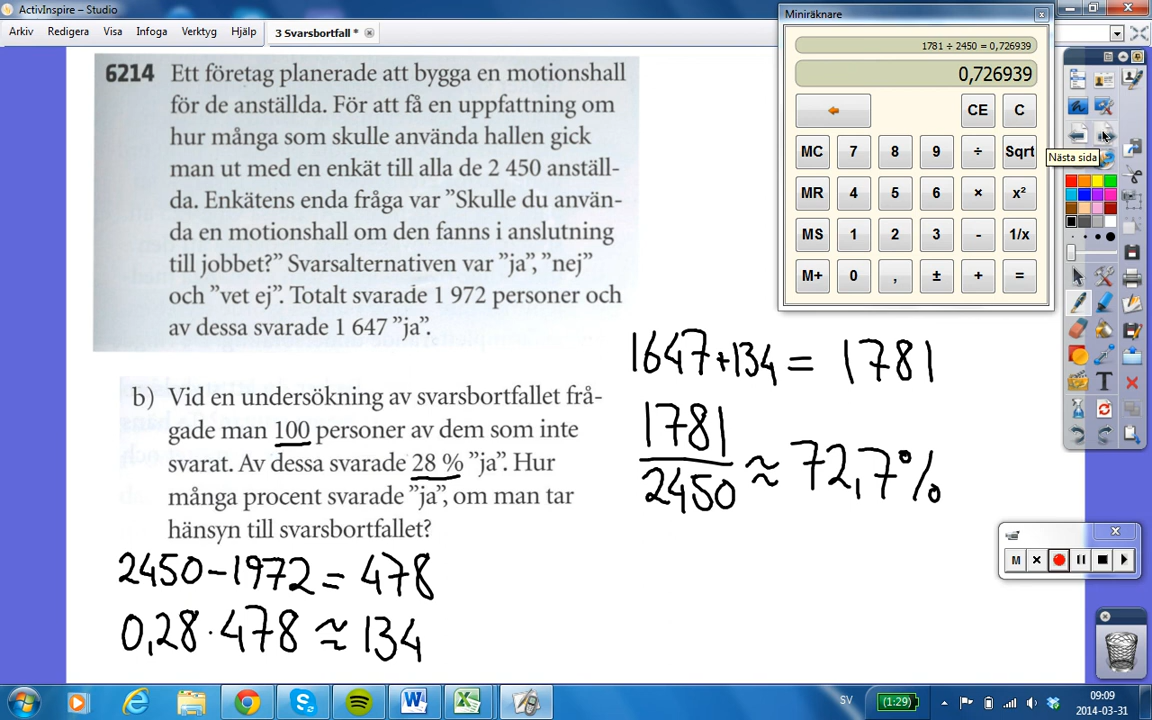 ActivInspire – Studio
Arkiv Redigera Visa Infoga Verktyg Hjälp 3 Svarsbortfall *
Miniräknare
1781 ÷ 2450 = 0,726939
0,726939
CE C
MC 7 8 9 ÷ Sqrt
MR 4 5 6 × x²
MS 1 2 3 - 1/x
M+ 0 , ± + =
Nästa sida
6214 Ett företag planerade att bygga en motionshall
för de anställda. För att få en uppfattning om
hur många som skulle använda hallen gick
man ut med en enkät till alla de 2 450 anställ-
da. Enkätens enda fråga var ”Skulle du använ-
da en motionshall om den fanns i anslutning
till jobbet?” Svarsalternativen var ”ja”, ”nej”
och ”vet ej”. Totalt svarade 1 972 personer och
av dessa svarade 1 647 ”ja”.
b) Vid en undersökning av svarsbortfallet frå-
gade man 100 personer av dem som inte
svarat. Av dessa svarade 28 % ”ja”. Hur
många procent svarade ”ja”, om man tar
hänsyn till svarsbortfallet?
2450-1972 = 478
0,28 · 478 ≈ 134
1647+134 = 1781
1781
2450 ≈ 72,7%
M
SV (1:29) 09:09
2014-03-31